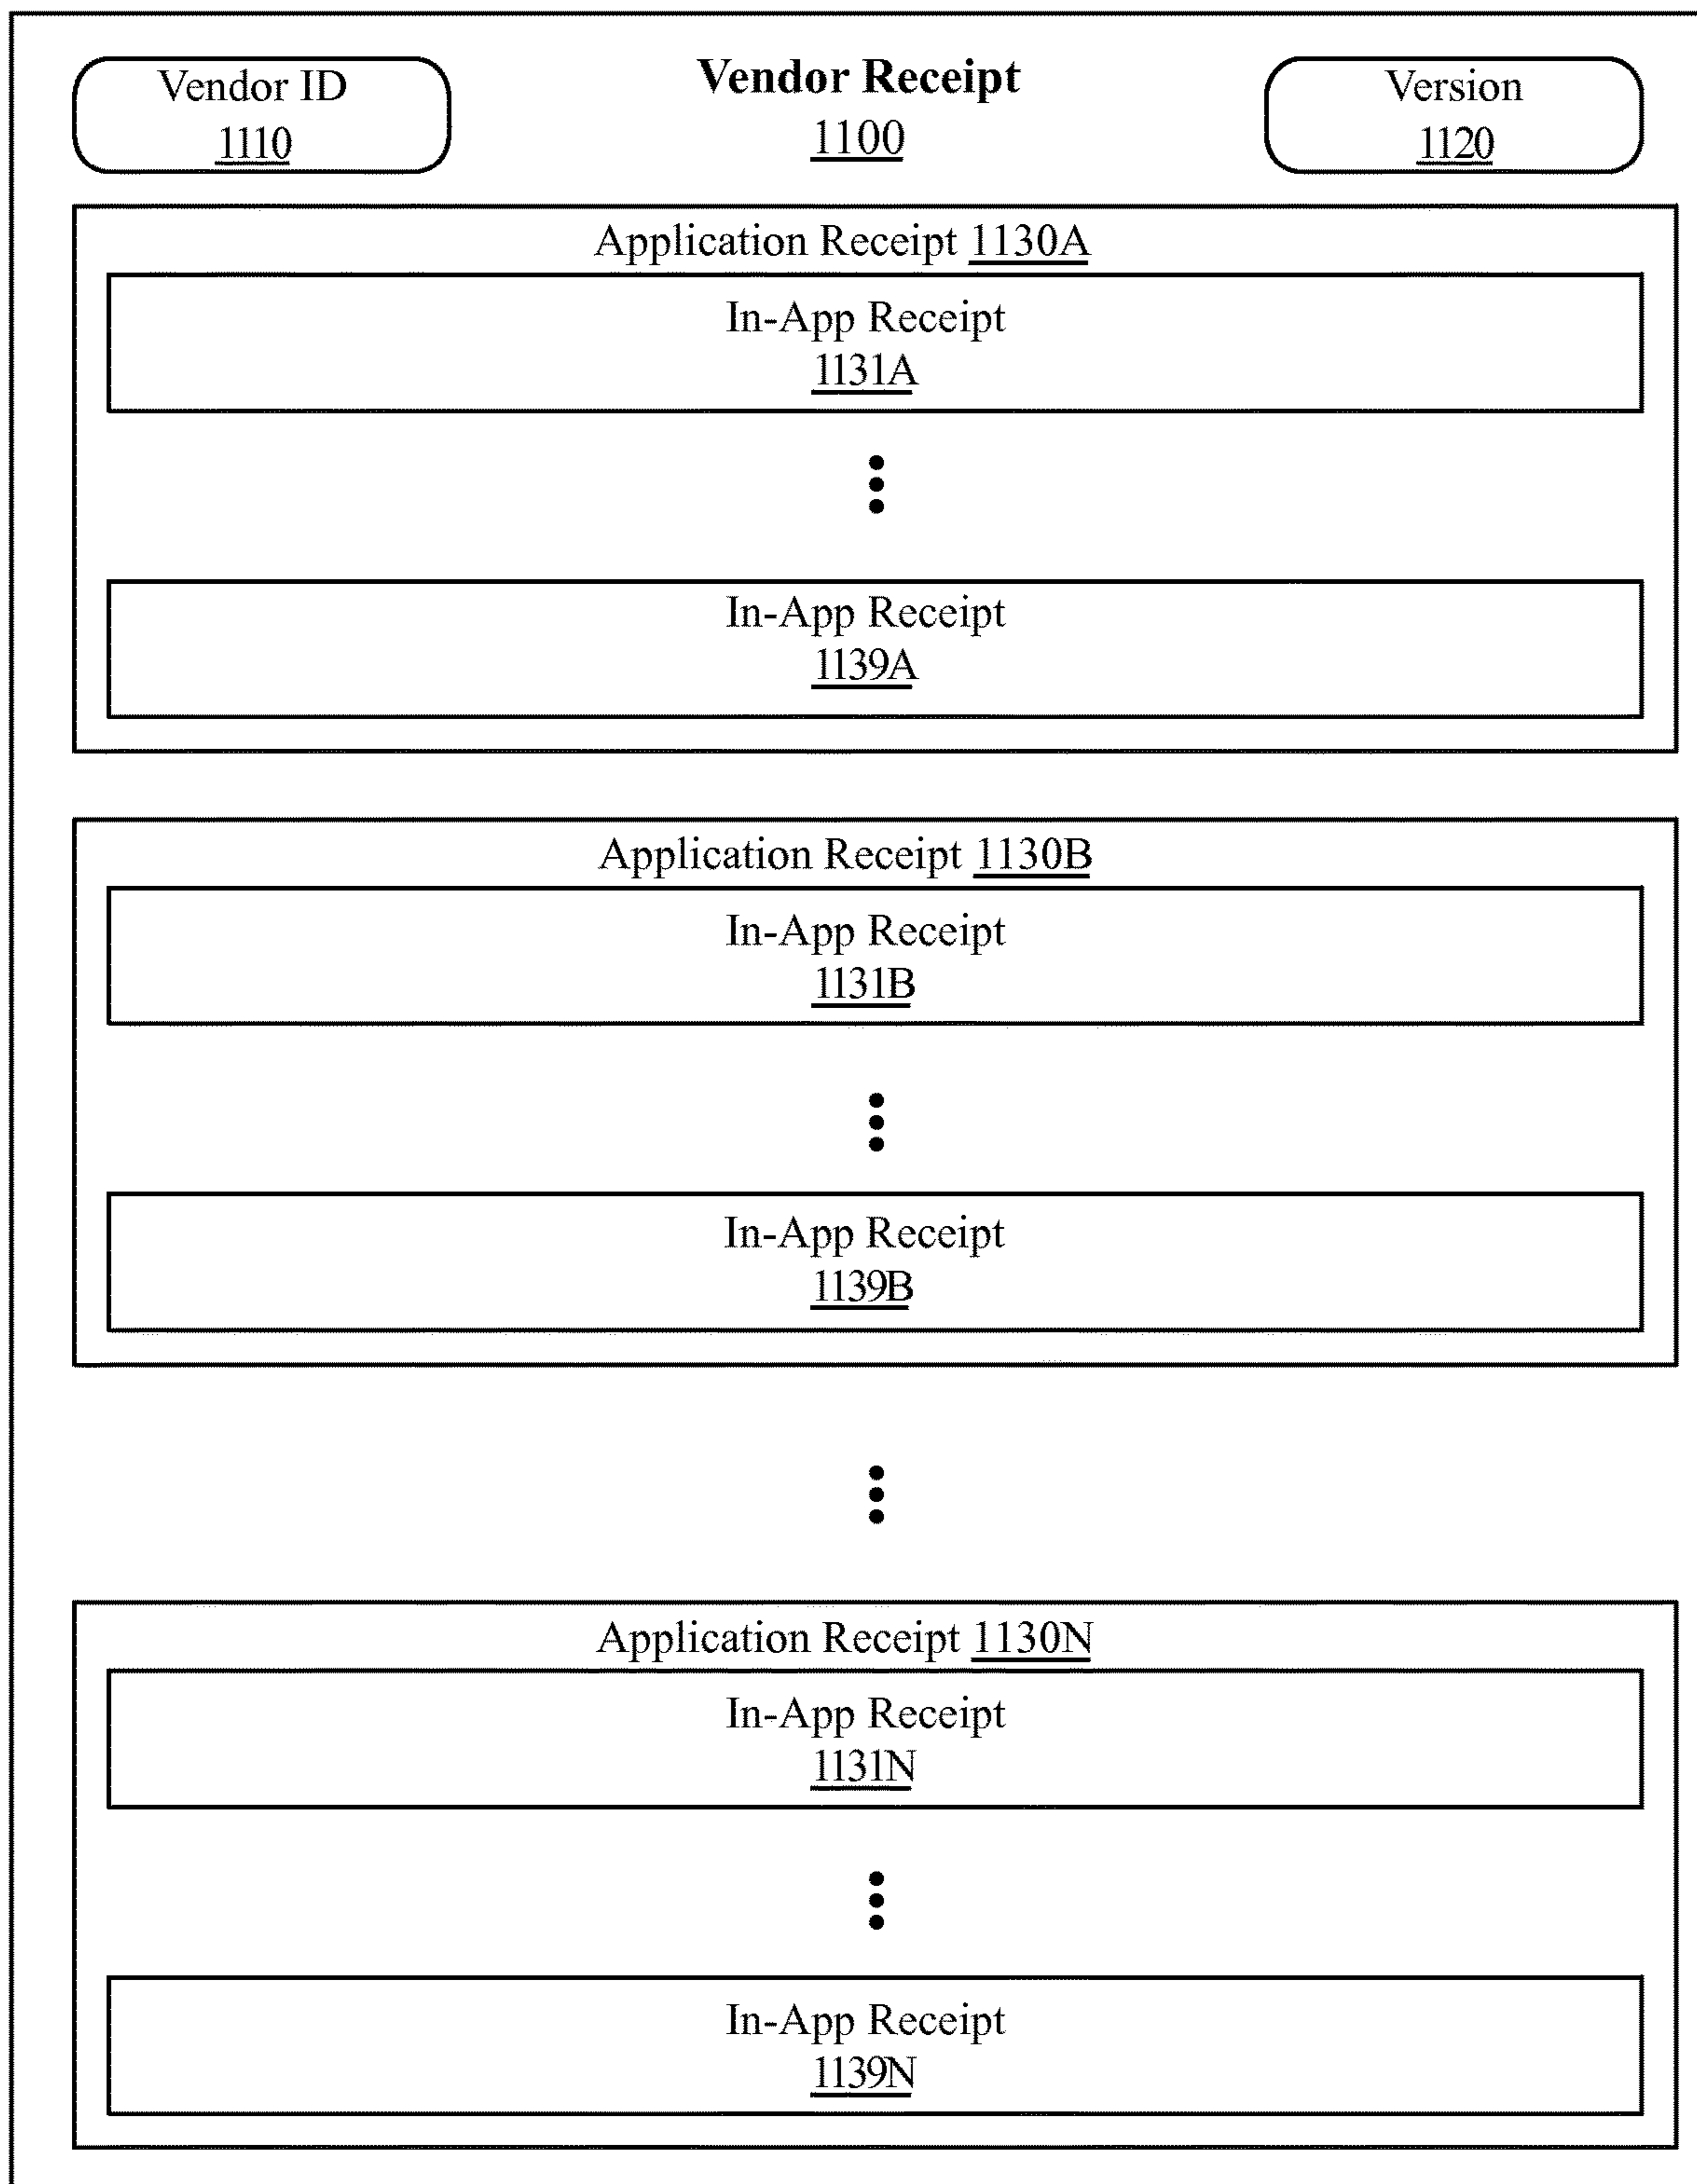 Vendor ID
1110
Vendor Receipt
1100
Version
1120
Application Receipt 1130A
In-App Receipt
1131A
In-App Receipt
1139A
Application Receipt 1130B
In-App Receipt
1131B
In-App Receipt
1139B
Application Receipt 1130N
In-App Receipt
1131N
In-App Receipt
1139N